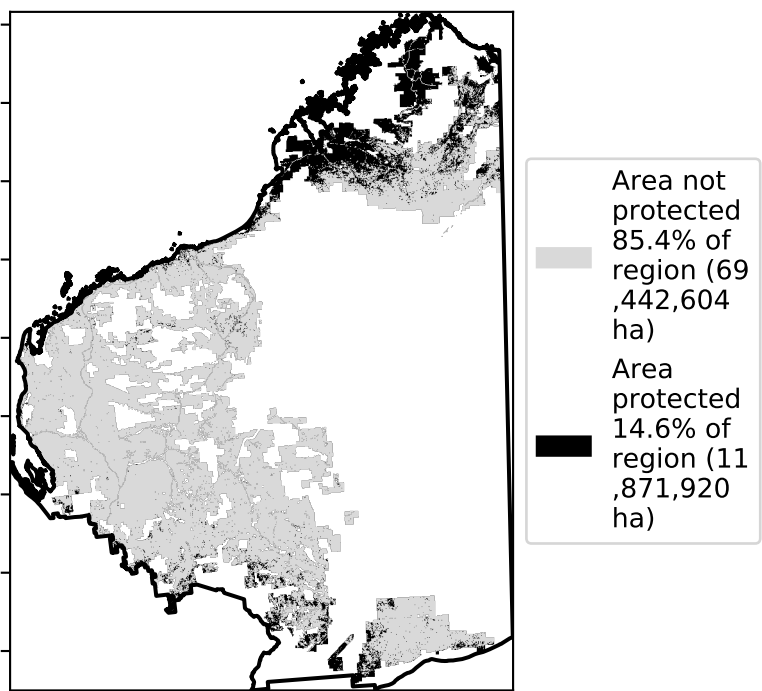 Area not
protected
85.4% of
region (69
,442,604
ha)
Area
protected
14.6% of
region (11
,871,920
ha)